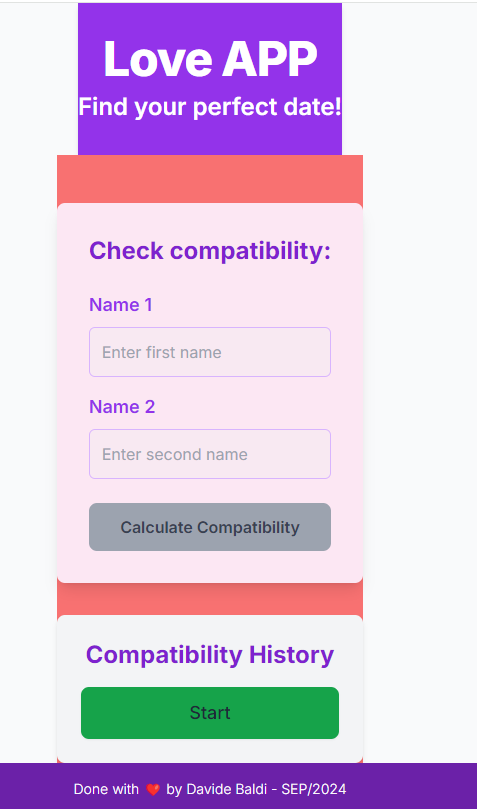 Love APP
Find your perfect date!
Check compatibility:
Name 1
Enter first name
Name 2
Enter second name
Calculate Compatibility
Compatibility History
Start
Done with ❤️ by Davide Baldi - SEP/2024